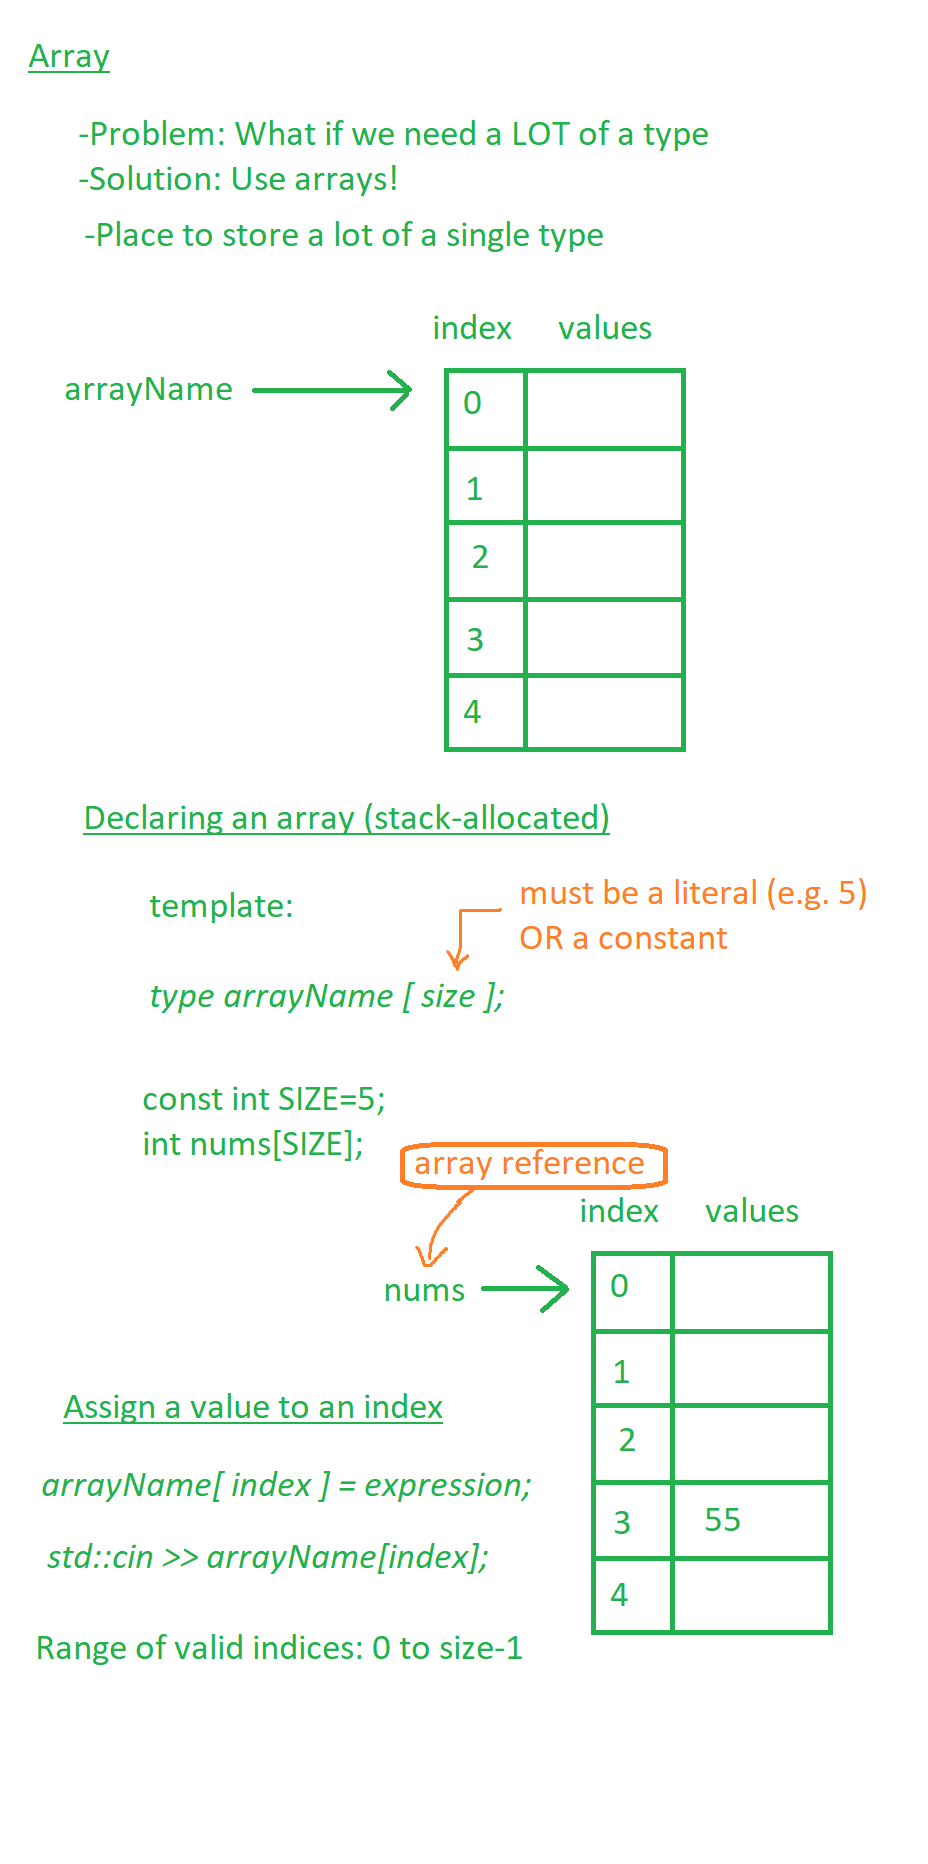 Array
-Problem: What if we need a LOT of a type
-Solution: Use arrays!
-Place to store a lot of a single type
index values
arrayName
0
1
2
3
4
Declaring an array (stack-allocated)
template:
must be a literal (e.g. 5)
OR a constant
type arrayName [ size ];
const int SIZE=5;
int nums[SIZE];
array reference
index values
nums
0
1
2
3 55
4
Assign a value to an index
arrayName[ index ] = expression;
std::cin >> arrayName[index];
Range of valid indices: 0 to size-1